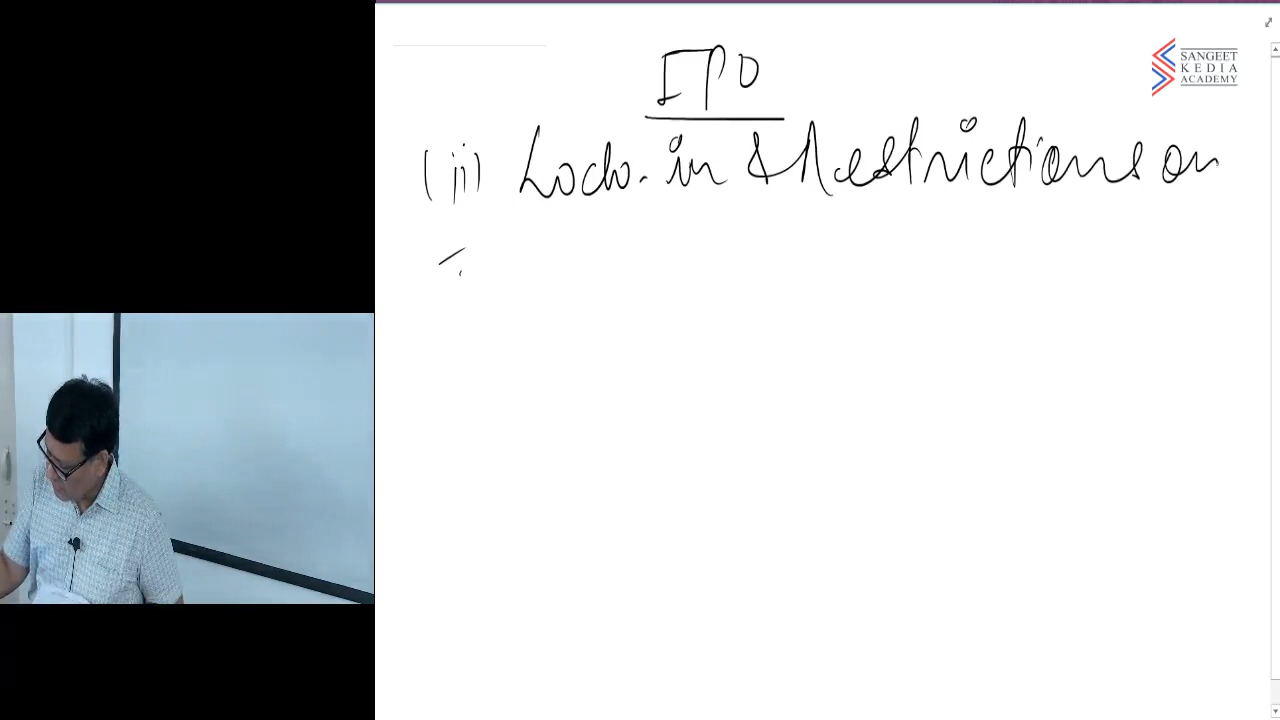 IPO
SANGEET
KEDIA
ACADEMY
(ii) Lock-in & Restrictions on